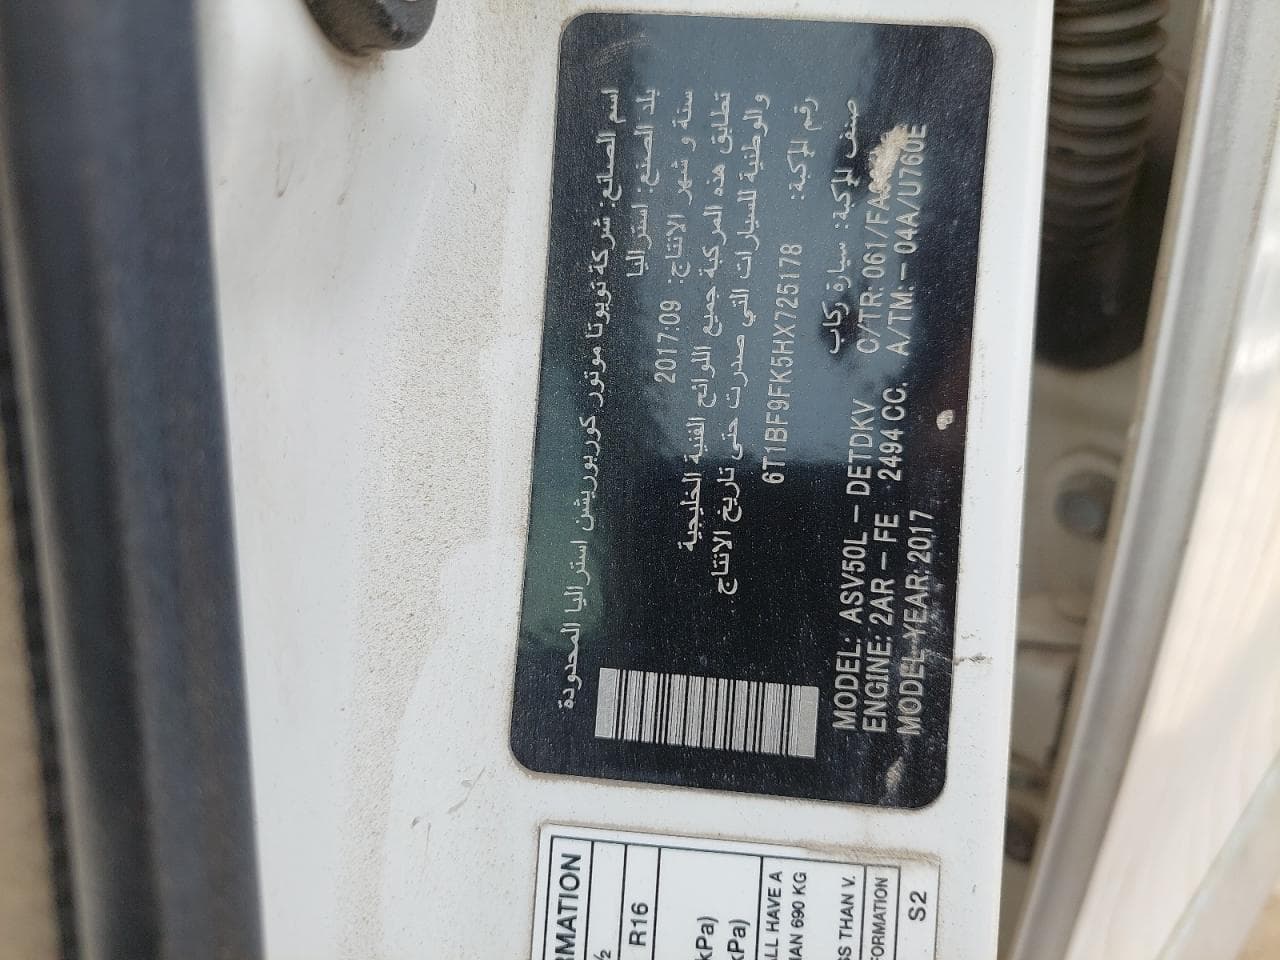 اسم الصانع: شركة تويوتا موتور كوربوريشن استراليا المحدودة
بلد الصنع: استراليا
سنة و شهر الانتاج: 2017:09
تطابق هذه المركبة جميع اللوائح الفنية الخليجية
والوطنية للسيارات التي صدرت حتى تاريخ الانتاج
رقم المركبة: 6T1BF9FK5HX725178
صنف المركبة: سيارة ركاب
MODEL: ASV50L – DETDKV
ENGINE: 2AR – FE 2494 CC. C/TR: 061/FA
MODEL-YEAR: 2017 A/TM: – 04A/U760E
RMATION
R16
kPa)
kPa)
ALL HAVE A
HAN 690 KG
SS THAN V.
FORMATION
S2